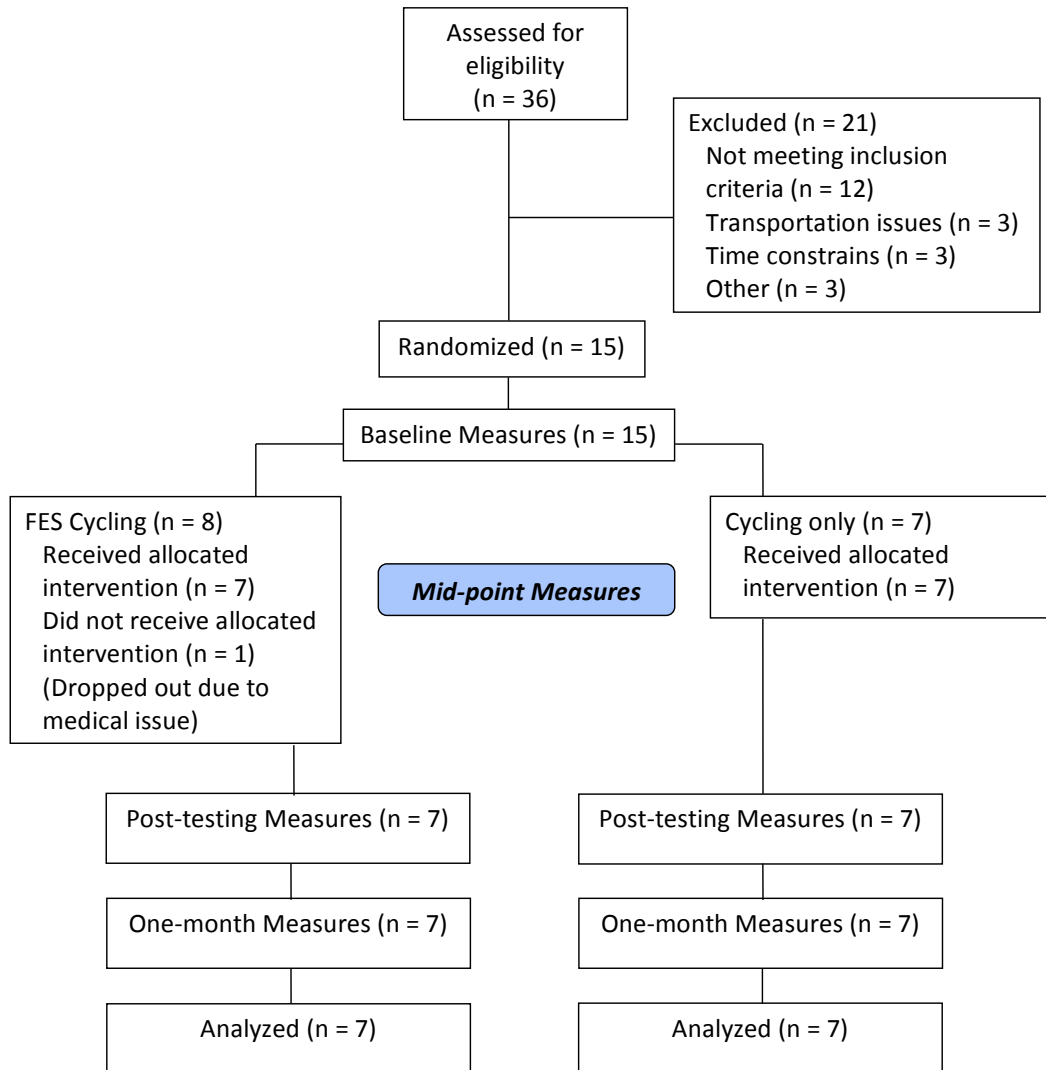 Assessed for
eligibility
(n = 36)
Excluded (n = 21)
Not meeting inclusion
criteria (n = 12)
Transportation issues (n = 3)
Time constrains (n = 3)
Other (n = 3)
Randomized (n = 15)
Baseline Measures (n = 15)
FES Cycling (n = 8)
Received allocated
intervention (n = 7)
Did not receive allocated
intervention (n = 1)
(Dropped out due to
medical issue)
Mid-point Measures
Cycling only (n = 7)
Received allocated
intervention (n = 7)
Post-testing Measures (n = 7)
Post-testing Measures (n = 7)
One-month Measures (n = 7)
One-month Measures (n = 7)
Analyzed (n = 7)
Analyzed (n = 7)